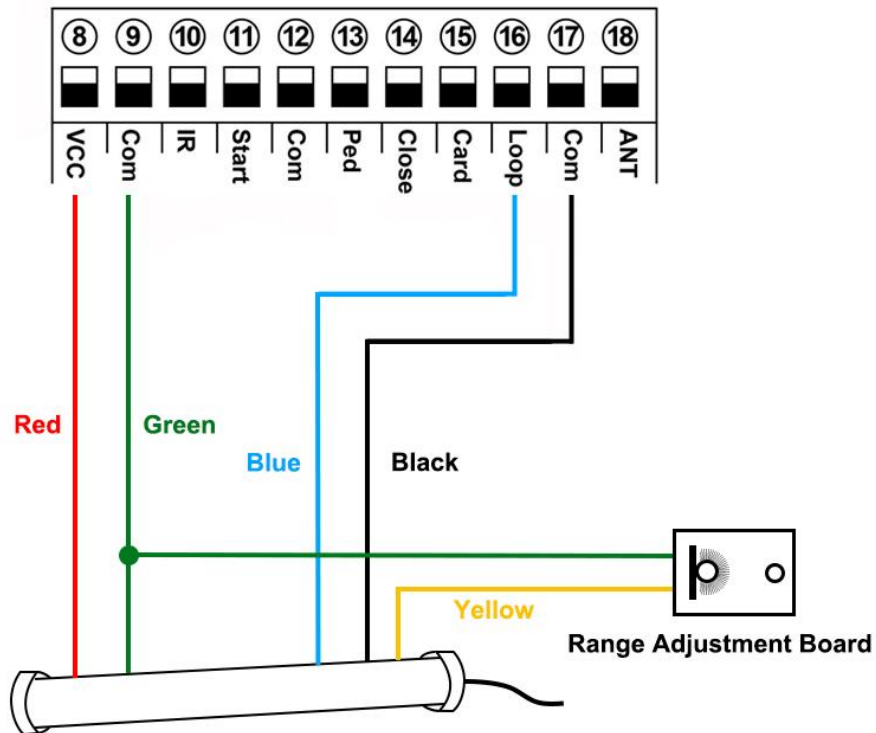 8 9 10 11 12 13 14 15 16 17 18
VCC Com IR Start Com Ped Close Card Loop Com ANT
Red Green
Blue Black
Yellow
Range Adjustment Board